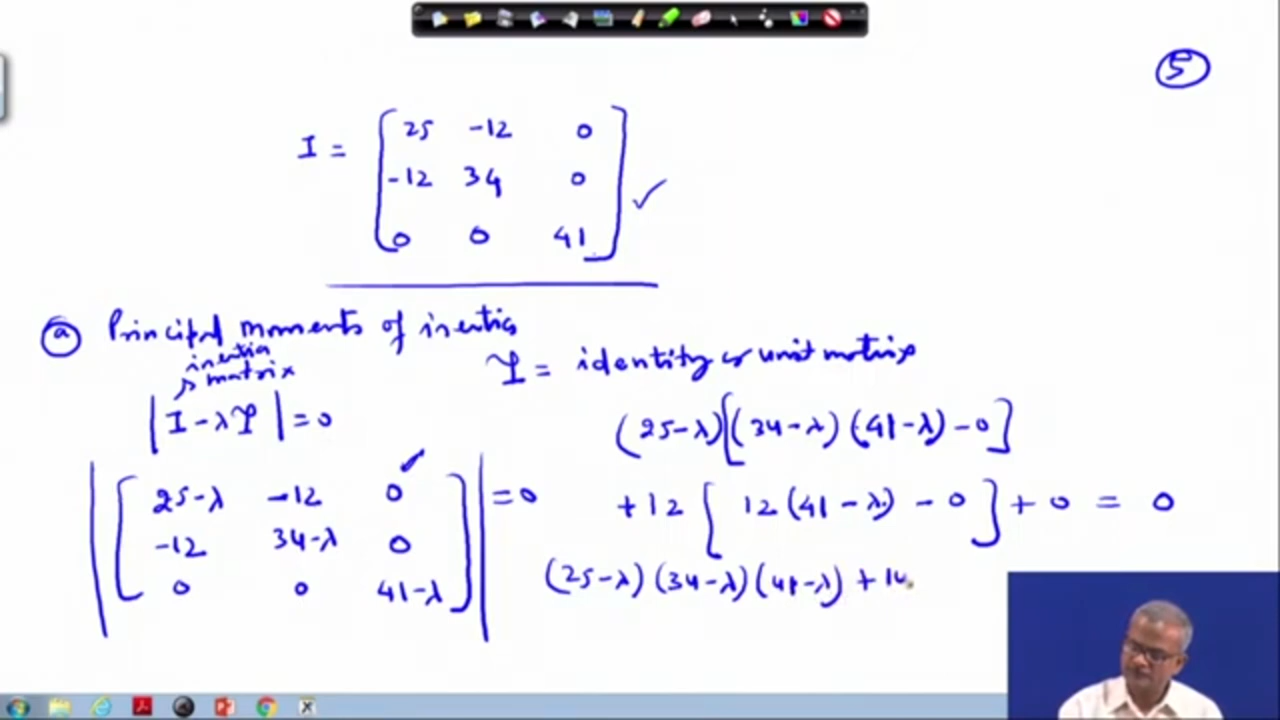 5
I = [ 25 -12 0
-12 34 0
0 0 41 ] ✓
a Principal moments of inertia
inertia
matrix
I = identity or unit matrix
|I - λI| = 0
| [ 25-λ -12 0
-12 34-λ 0
0 0 41-λ ] | = 0
(25-λ)[(34-λ)(41-λ)-0]
+12 [ 12(41-λ) - 0 ] + 0 = 0
(25-λ)(34-λ)(41-λ) + 14